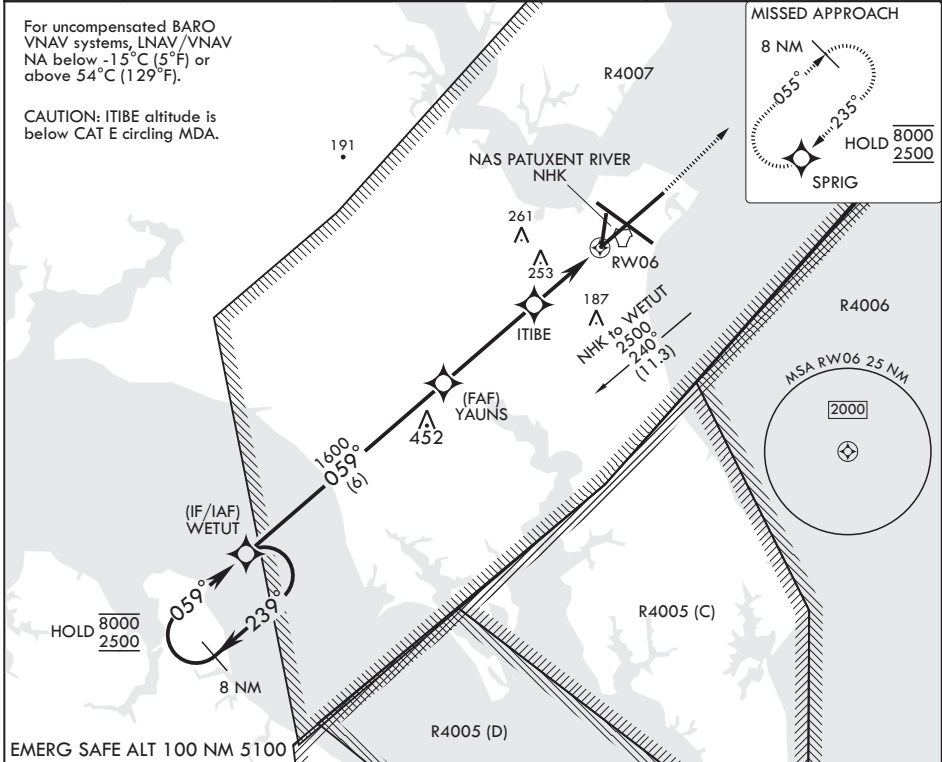 For uncompensated BARO
VNAV systems, LNAV/VNAV
NA below -15°C (5°F) or
above 54°C (129°F).
CAUTION: ITIBE altitude is
below CAT E circling MDA.
191
R4007
MISSED APPROACH
8 NM
055°
235°
HOLD 8000
2500
SPRIG
NAS PATUXENT RIVER
NHK
261
253
RW06
187
ITIBE
NHK to WETUT
2500
240°
(11.3)
R4006
MSA RW06 25 NM
2000
(FAF)
YAUNS
452
1600
059°
(6)
(IF/IAF)
WETUT
059°
239°
HOLD 8000
2500
8 NM
R4005 (C)
R4005 (D)
EMERG SAFE ALT 100 NM 5100